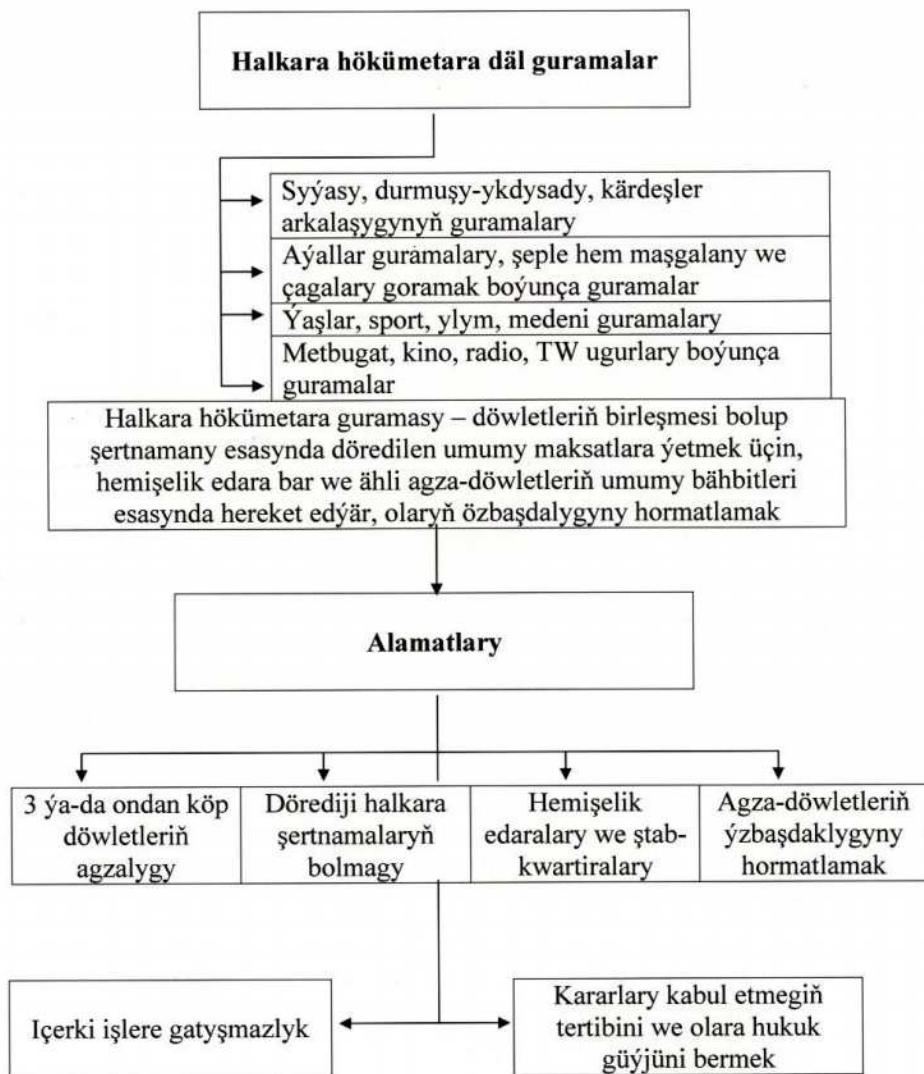 Halkara hökümetara däl guramalar
Syýasy, durmuşy-ykdysady, kärdeşler
arkalaşygynyň guramalary
Aýallar guramalary, şeple hem maşgalany we
çagalary goramak boýunça guramalar
Ýaşlar, sport, ylym, medeni guramalary
Metbugat, kino, radio, TW ugurlary boýunça
guramalar
Halkara hökümetara guramasy – döwletleriň birleşmesi bolup
şertnamany esasynda döredilen umumy maksatlara ýetmek üçin,
hemişelik edara bar we ähli agza-döwletleriň umumy bähbitleri
esasynda hereket edýär, olaryň özbaşdalygyny hormatlamak
Alamatlary
3 ýa-da ondan köp
döwletleriň
agzalygy
Dörediji halkara
şertnamalaryň
bolmagy
Hemişelik
edaralary we ştab-
kwartiralary
Agza-döwletleriň
ýzbaşdaklygyny
hormatlamak
Içerki işlere gatyşmazlyk
Kararlary kabul etmegiň
tertibini we olara hukuk
güýjüni bermek